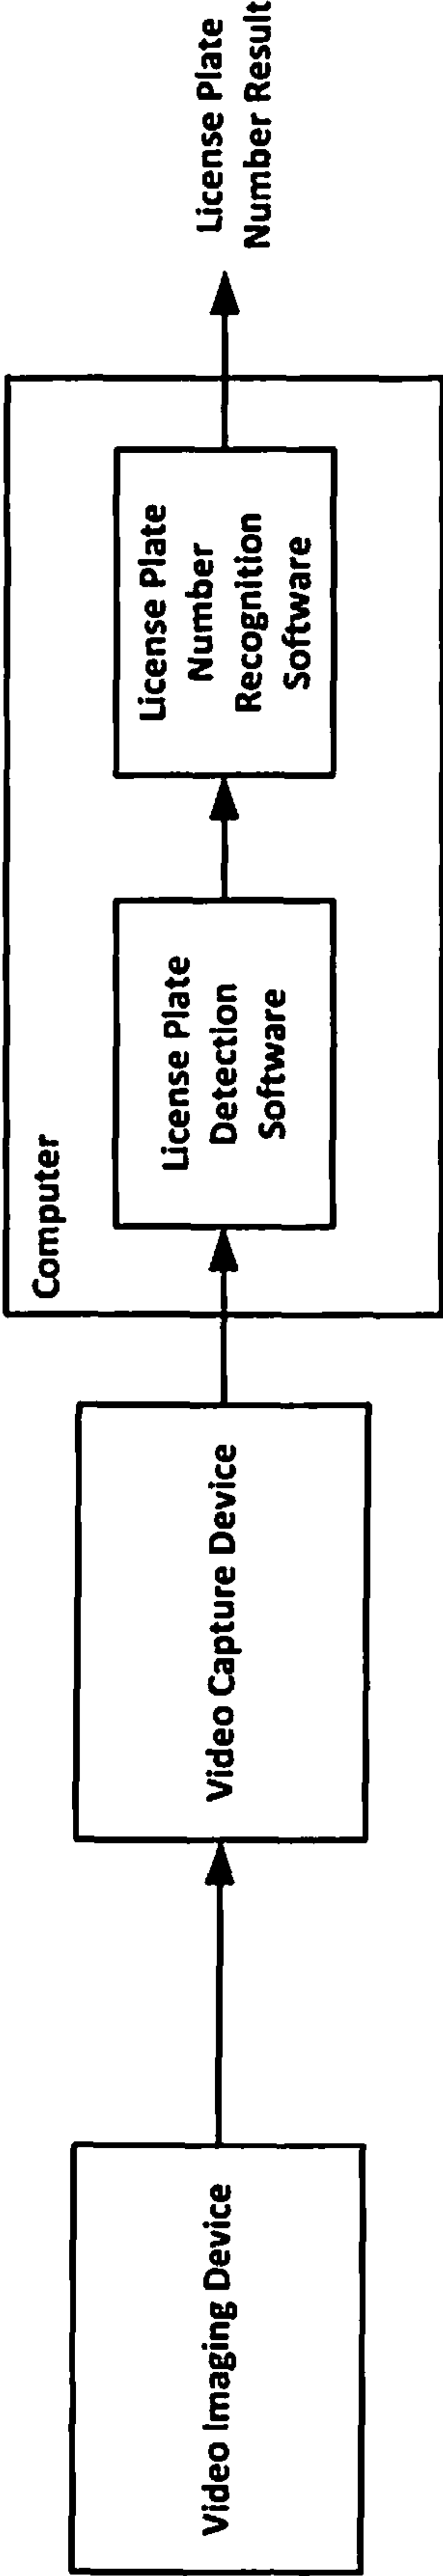 Video Imaging Device
Video Capture Device
Computer
License Plate
Detection
Software
License Plate
Number
Recognition
Software
License Plate
Number Result